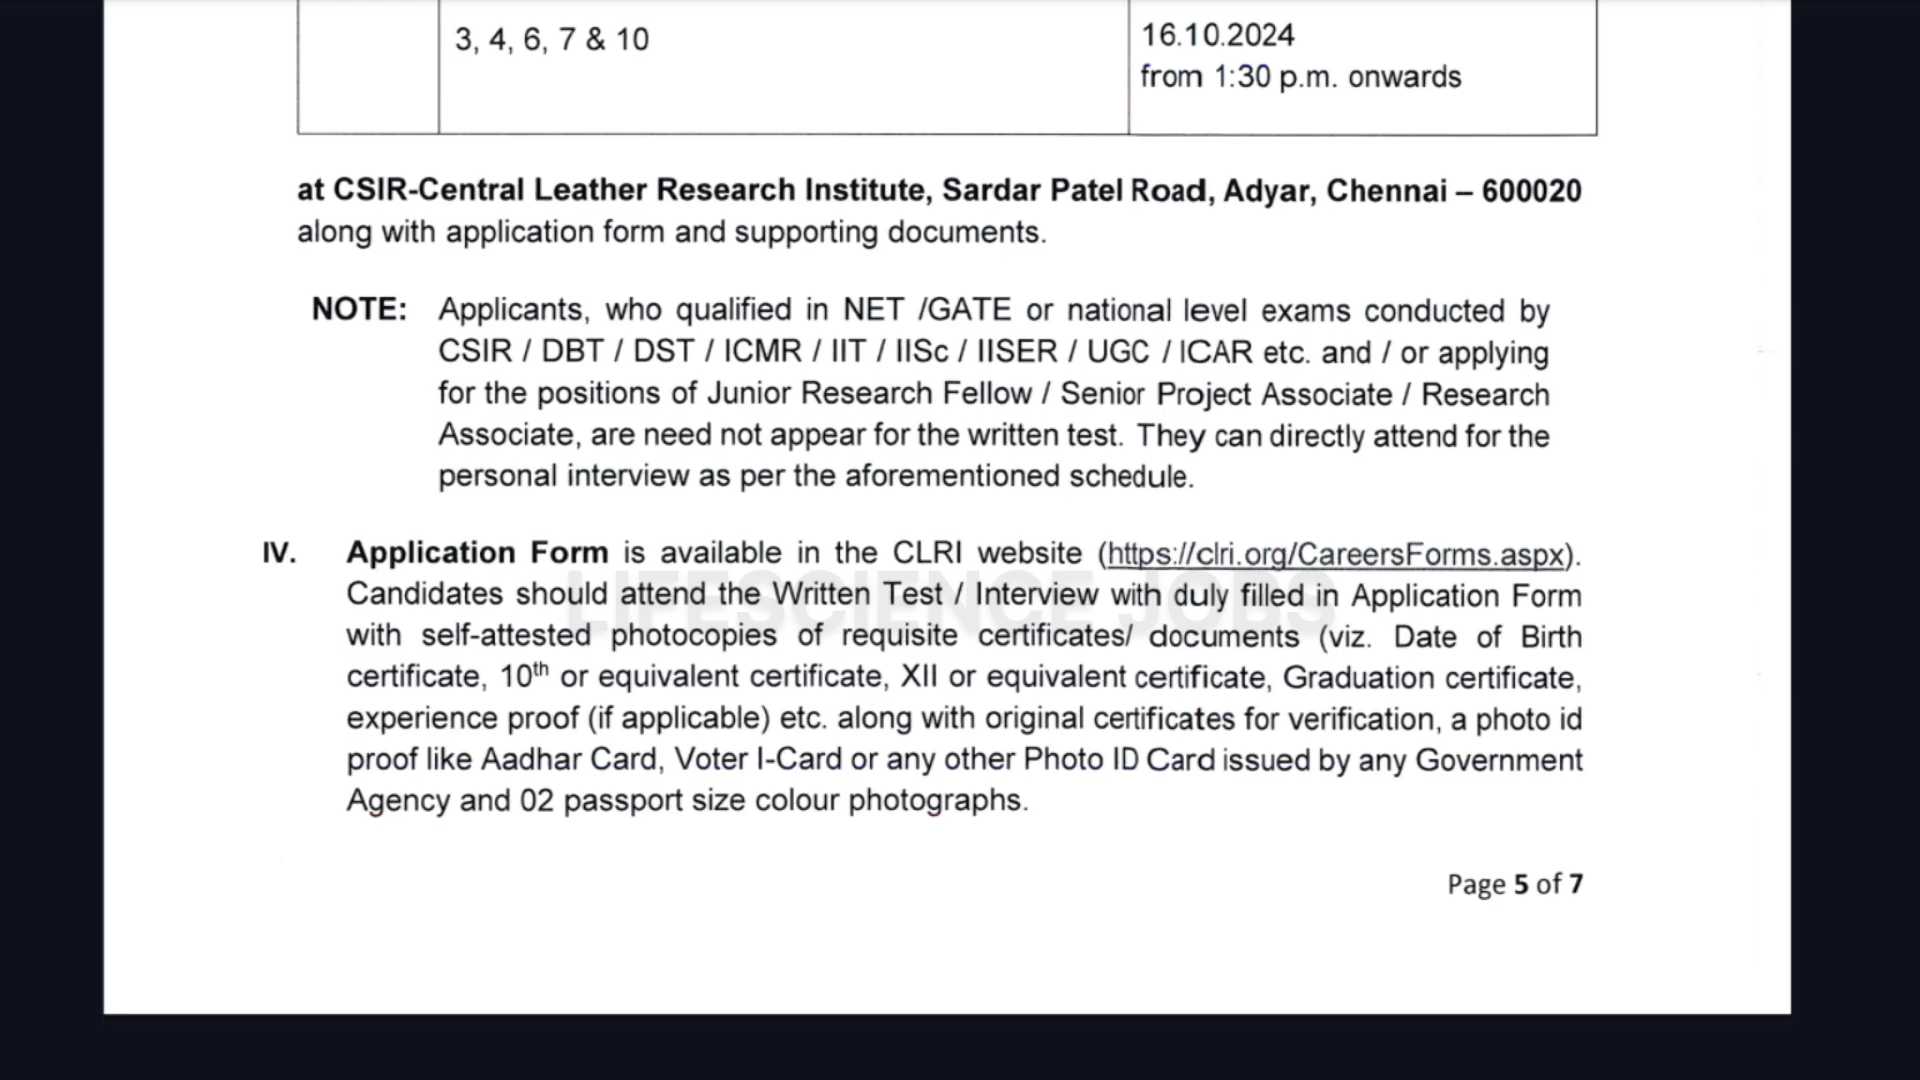 3, 4, 6, 7 & 10
16.10.2024
from 1:30 p.m. onwards
at CSIR-Central Leather Research Institute, Sardar Patel Road, Adyar, Chennai – 600020
along with application form and supporting documents.
NOTE: Applicants, who qualified in NET /GATE or national level exams conducted by
CSIR / DBT / DST / ICMR / IIT / IISc / IISER / UGC / ICAR etc. and / or applying
for the positions of Junior Research Fellow / Senior Project Associate / Research
Associate, are need not appear for the written test. They can directly attend for the
personal interview as per the aforementioned schedule.
IV. Application Form is available in the CLRI website (https://clri.org/CareersForms.aspx).
Candidates should attend the Written Test / Interview with duly filled in Application Form
LIFESCIENCE JOBS
with self-attested photocopies of requisite certificates/ documents (viz. Date of Birth
certificate, 10th or equivalent certificate, XII or equivalent certificate, Graduation certificate,
experience proof (if applicable) etc. along with original certificates for verification, a photo id
proof like Aadhar Card, Voter I-Card or any other Photo ID Card issued by any Government
Agency and 02 passport size colour photographs.
Page 5 of 7